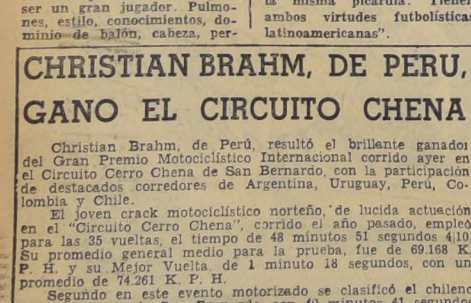 ser un gran jugador. Pulmo-
nes, estilo, conocimientos, do-
minio de balón, cabeza, per-
la misma picardía. Tienen
ambos virtudes futbolísticas
latinoamericanas".
CHRISTIAN BRAHM, DE PERU,
GANO EL CIRCUITO CHENA
Christian Brahm, de Perú, resultó el brillante ganador
del Gran Premio Motociclístico Internacional corrido ayer en
el Circuito Cerro Chena de San Bernardo, con la participación
de destacados corredores de Argentina, Uruguay, Perú, Co-
lombia y Chile.
El joven crack motociclístico norteño, de lucida actuación
en el "Circuito Cerro Chena", corrido el año pasado, empleó
para las 35 vueltas, el tiempo de 48 minutos 51 segundos 4|10.
Su promedio general medio para la prueba, fue de 69.168 K.
P. H. y su Mejor Vuelta, de 1 minuto 18 segundos, con un
promedio de 74.261 K. P. H.
Segundo en este evento motorizado se clasificó el chileno